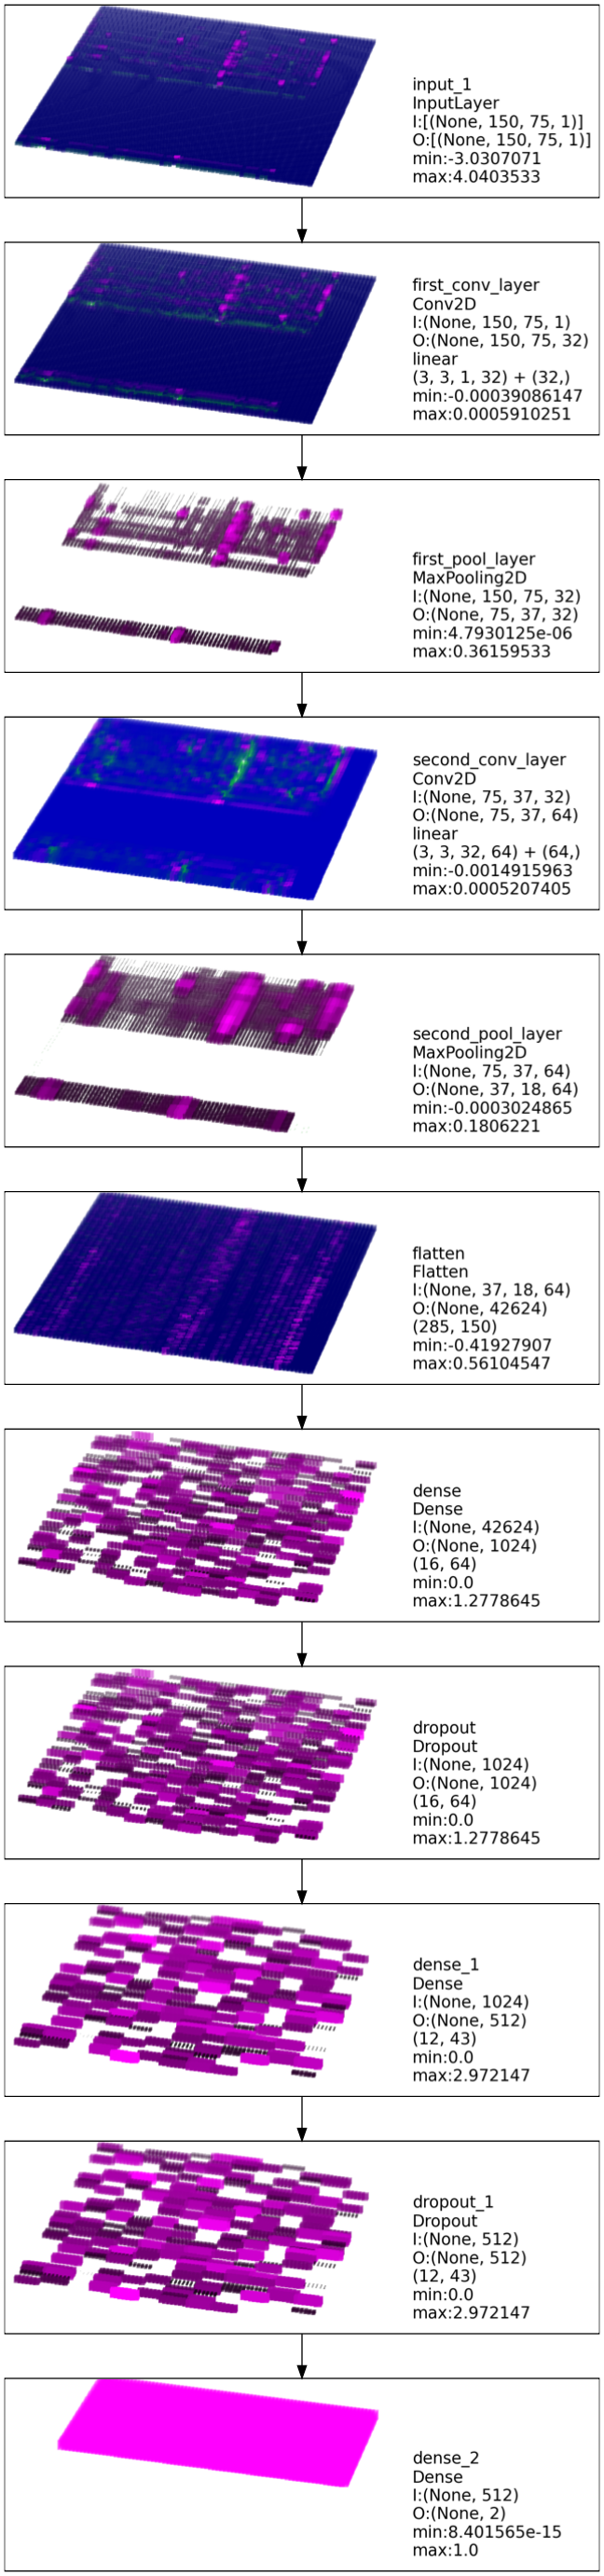 input_1
InputLayer
I:[(None, 150, 75, 1)]
O:[(None, 150, 75, 1)]
min:-3.0307071
max:4.0403533
first_conv_layer
Conv2D
I:(None, 150, 75, 1)
O:(None, 150, 75, 32)
linear
(3, 3, 1, 32) + (32,)
min:-0.00039086147
max:0.0005910251
first_pool_layer
MaxPooling2D
I:(None, 150, 75, 32)
O:(None, 75, 37, 32)
min:4.7930125e-06
max:0.36159533
second_conv_layer
Conv2D
I:(None, 75, 37, 32)
O:(None, 75, 37, 64)
linear
(3, 3, 32, 64) + (64,)
min:-0.0014915963
max:0.0005207405
second_pool_layer
MaxPooling2D
I:(None, 75, 37, 64)
O:(None, 37, 18, 64)
min:-0.0003024865
max:0.1806221
flatten
Flatten
I:(None, 37, 18, 64)
O:(None, 42624)
(285, 150)
min:-0.41927907
max:0.56104547
dense
Dense
I:(None, 42624)
O:(None, 1024)
(16, 64)
min:0.0
max:1.2778645
dropout
Dropout
I:(None, 1024)
O:(None, 1024)
(16, 64)
min:0.0
max:1.2778645
dense_1
Dense
I:(None, 1024)
O:(None, 512)
(12, 43)
min:0.0
max:2.972147
dropout_1
Dropout
I:(None, 512)
O:(None, 512)
(12, 43)
min:0.0
max:2.972147
dense_2
Dense
I:(None, 512)
O:(None, 2)
min:8.401565e-15
max:1.0